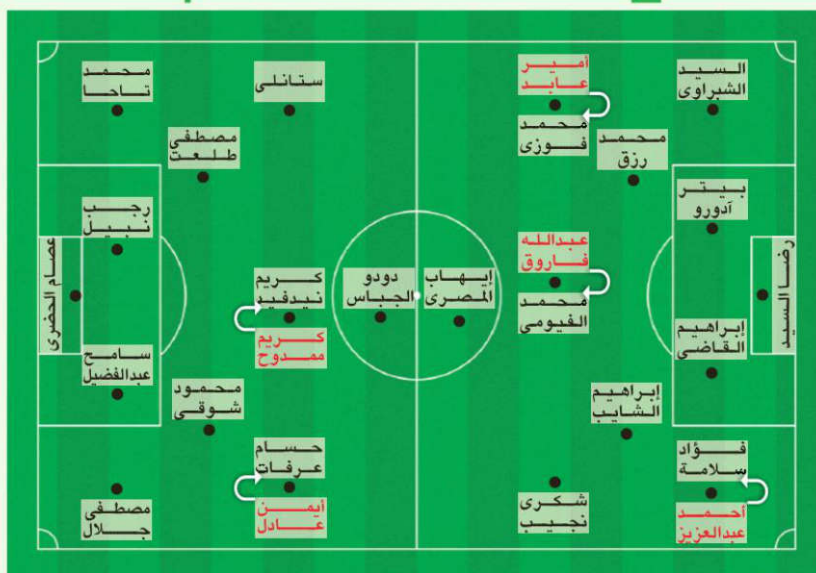 السيد
الشبراوى
أمير
عابد
محمد
فوزى
محمد
رزق
بيتر
آدورو
رضا السيد
عبدالله
فاروق
محمد
الفيومى
إيهاب
المصرى
إبراهيم
القاضى
إبراهيم
الشايب
فؤاد
سلامة
أحمد
عبدالعزيز
شكرى
نجيب
ستانلى
محمد
تاحا
مصطفى
طلعت
رجب
نبيل
عصام الحضرى
دودو
الجباس
كريم
نيدفيد
كريم
ممدوح
سامح
عبدالفضيل
محمود
شوقى
حسام
عرفات
أيمن
عادل
مصطفى
جلال